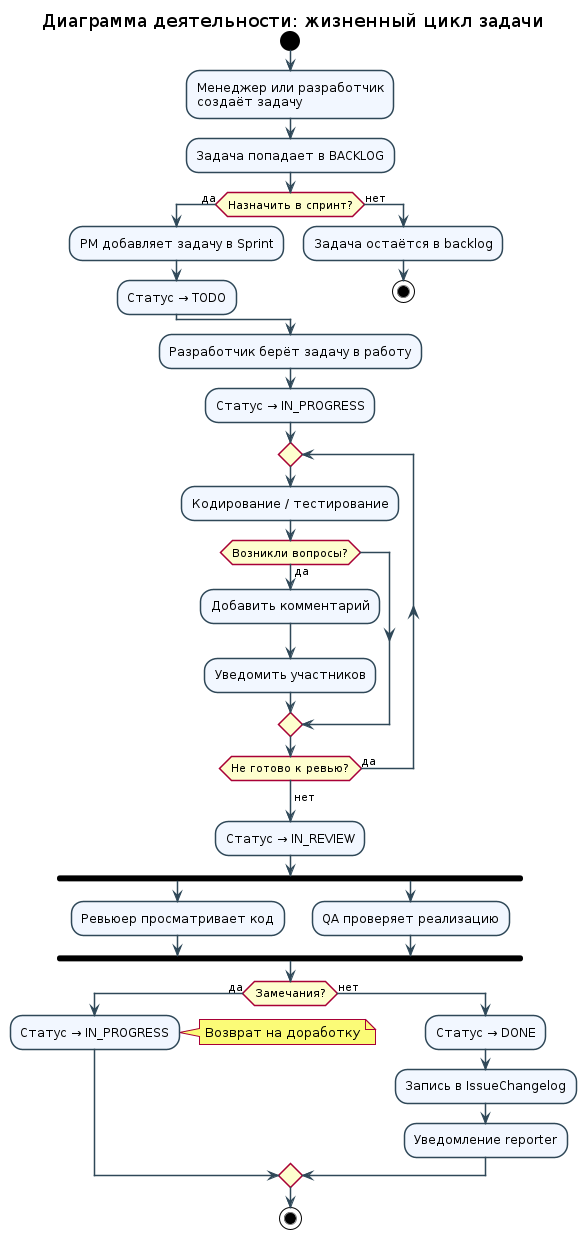 Диаграмма деятельности: жизненный цикл задачи
Менеджер или разработчик
создаёт задачу
Задача попадает в BACKLOG
да
Назначить в спринт?
нет
PM добавляет задачу в Sprint
Задача остаётся в backlog
Статус → TODO
Разработчик берёт задачу в работу
Статус → IN_PROGRESS
Кодирование / тестирование
Возникли вопросы?
да
Добавить комментарий
Уведомить участников
Не готово к ревью?
да
нет
Статус → IN_REVIEW
Ревьюер просматривает код
QA проверяет реализацию
да
Замечания?
нет
Статус → IN_PROGRESS
Возврат на доработку
Статус → DONE
Запись в IssueChangelog
Уведомление reporter